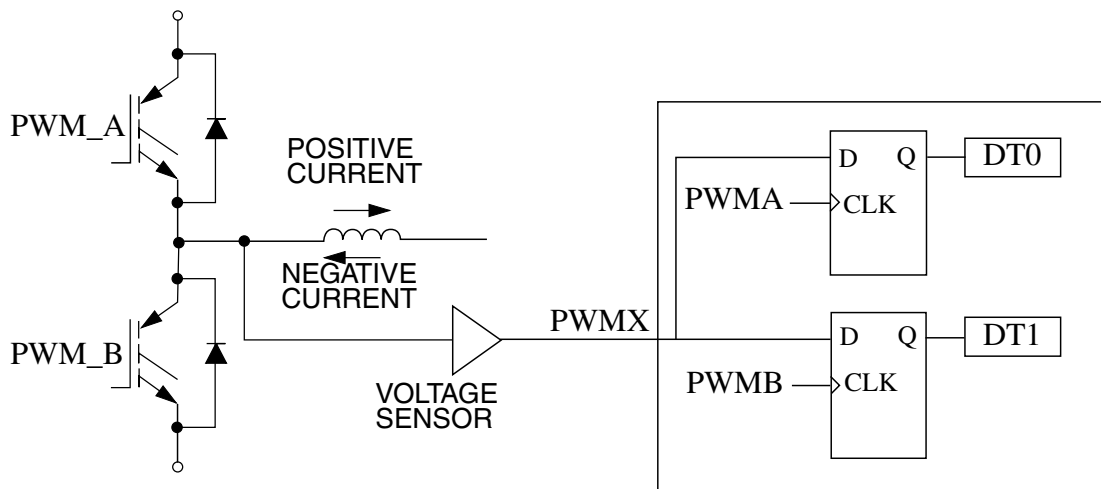 PWM_A
POSITIVE
CURRENT
NEGATIVE
CURRENT
PWM_B
VOLTAGE
SENSOR
PWMX
D Q
DT0
PWMA
CLK
D Q
DT1
PWMB
CLK